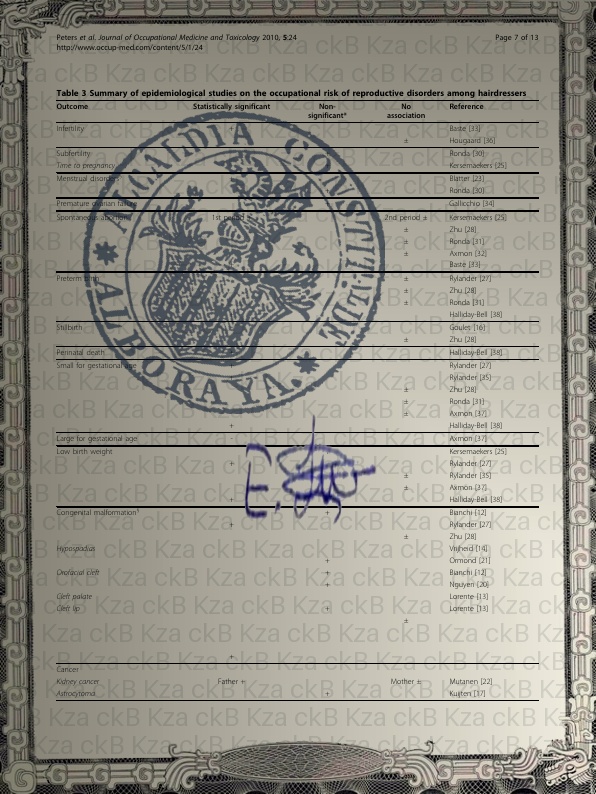 Peters et al. Journal of Occupational Medicine and Toxicology 2010, 5:24
Page 7 of 13
http://www.occup-med.com/content/5/1/24
Table 3 Summary of epidemiological studies on the occupational risk of reproductive disorders among hairdressers
Outcome Statistically significant Non-significant* No association Reference
Infertility + Baste [33]
± Hougaard [36]
Subfertility Ronda [30]
Time to pregnancy Kersemaekers [25]
Menstrual disorders Blatter [23]
Ronda [30]
Premature ovarian failure Gallicchio [34]
Spontaneous abortion 1st period 2nd period ± Kersemaekers [25]
± Zhu [28]
± Ronda [31]
± Axmon [32]
Baste [33]
Preterm birth ± Rylander [27]
± Zhu [28]
± Ronda [31]
Halliday-Bell [38]
Stillbirth Goulet [16]
± Zhu [28]
Perinatal death Halliday-Bell [38]
Small for gestational age Rylander [27]
Rylander [35]
± Zhu [28]
± Ronda [31]
± Axmon [37]
+ Halliday-Bell [38]
Large for gestational age Axmon [37]
Low birth weight Kersemaekers [25]
+ Rylander [27]
± Rylander [35]
± Axmon [37]
+ Halliday-Bell [38]
Congenital malformation + Bianchi [12]
+ Rylander [27]
± Zhu [28]
Hypospadias Vrijheid [14]
+ Ormond [21]
Orofacial cleft + Bianchi [12]
+ Nguyen [20]
Cleft palate Lorente [13]
Cleft lip + Lorente [13]
±
+
Cancer
Kidney cancer Father + Mother ± Mutanen [22]
Astrocytoma + Kuijten [17]
ALCALDIA
ALBORAYA.
E.
Kza ckB